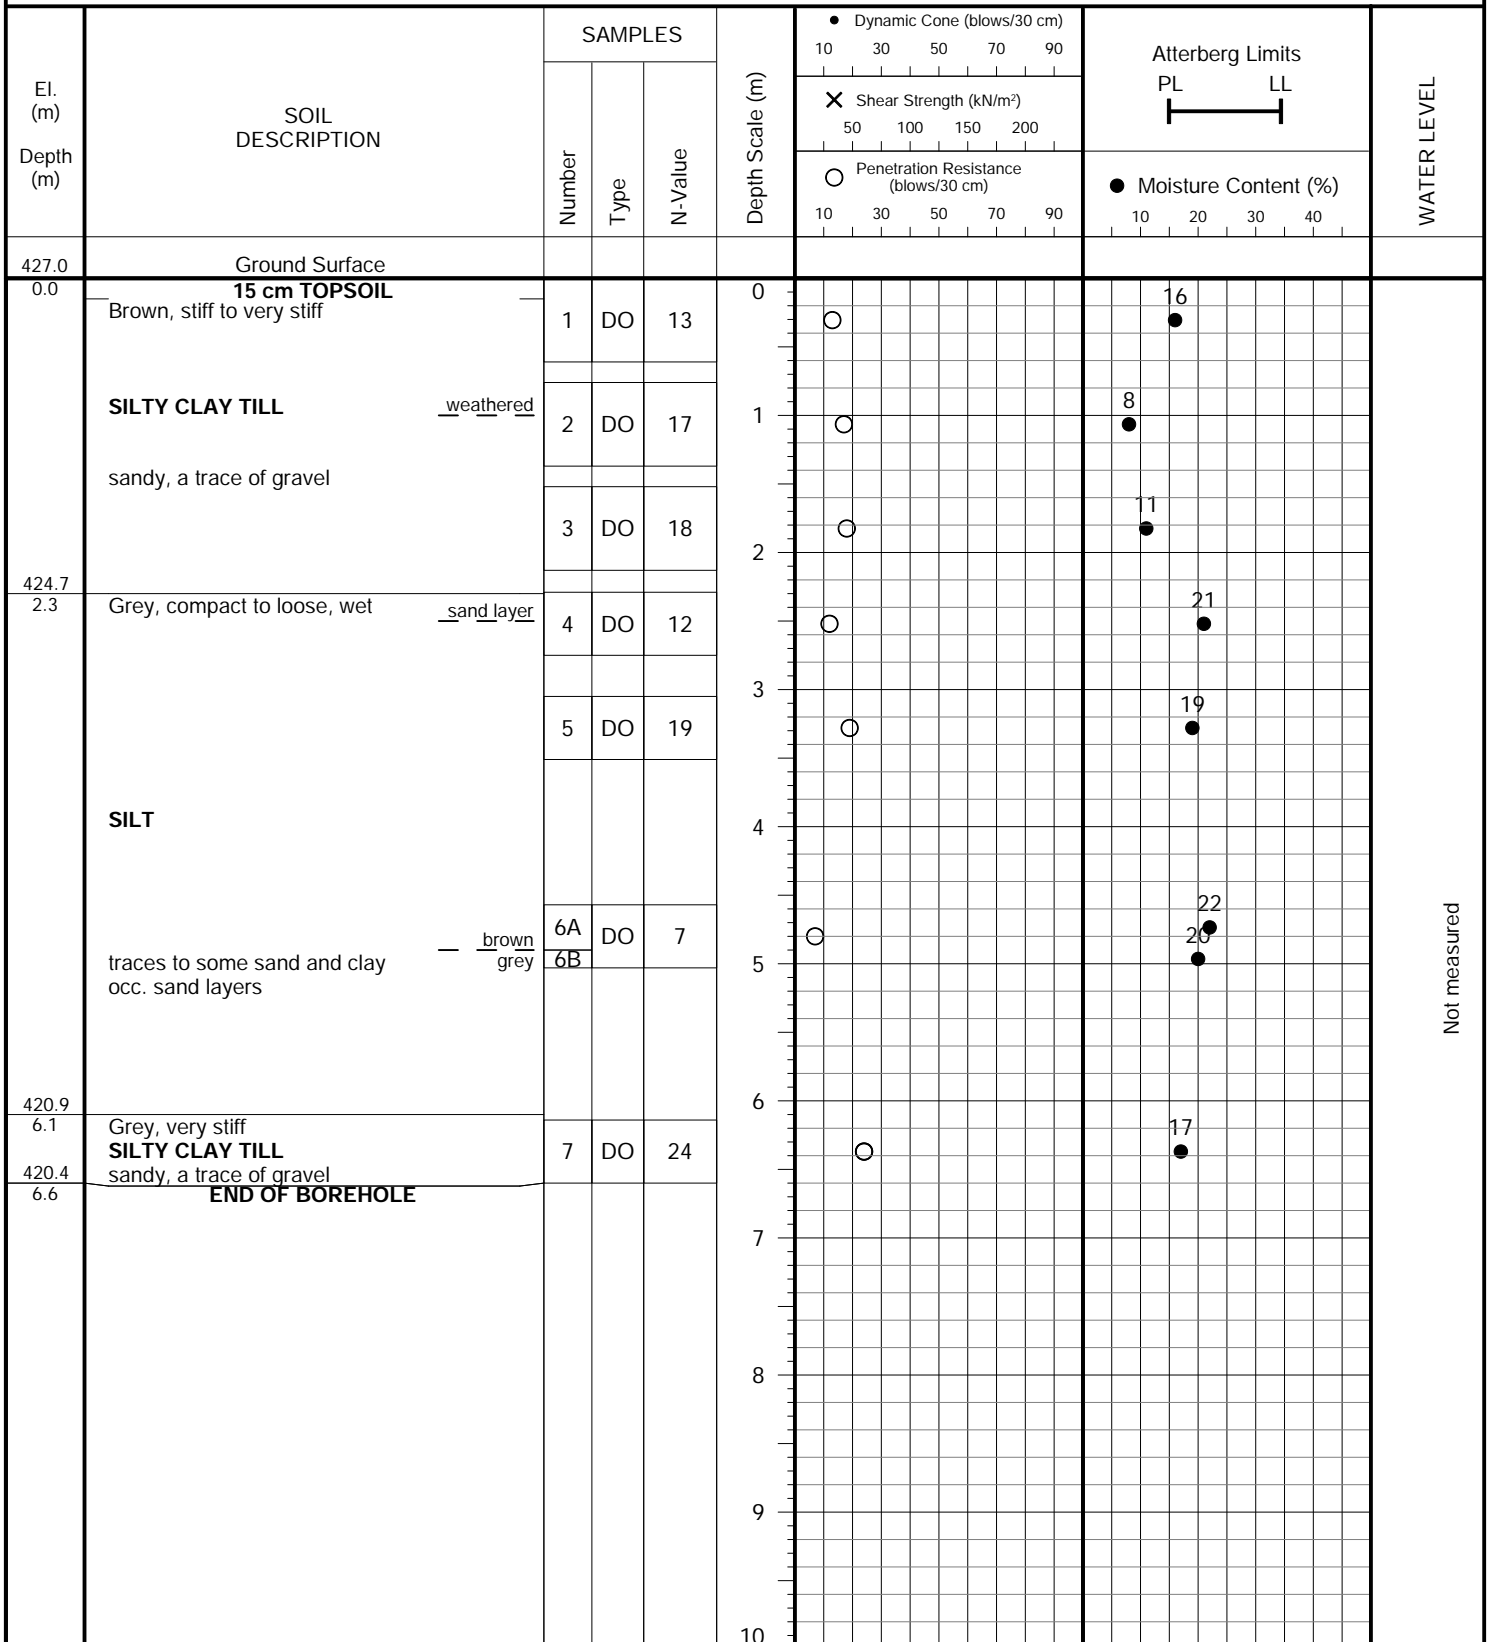 El.
(m)
Depth
(m)
SOIL
DESCRIPTION
SAMPLES
Number
Type
N-Value
Depth Scale (m)
Dynamic Cone (blows/30 cm)
10 30 50 70 90
Shear Strength (kN/m²)
50 100 150 200
Penetration Resistance
(blows/30 cm)
10 30 50 70 90
Atterberg Limits
PL LL
Moisture Content (%)
10 20 30 40
WATER LEVEL
427.0 Ground Surface
0.0 15 cm TOPSOIL 0
Brown, stiff to very stiff
1 DO 13 16
SILTY CLAY TILL weathered
2 DO 17 1 8
sandy, a trace of gravel
3 DO 18 11
2
424.7
2.3 Grey, compact to loose, wet sand layer
4 DO 12 21
3
5 DO 19 19
SILT 4
6A DO 7 22
brown
6B
grey
20
traces to some sand and clay 5
occ. sand layers
Not measured
420.9 6
6.1 Grey, very stiff
SILTY CLAY TILL 7 DO 24 17
420.4 sandy, a trace of gravel
6.6 END OF BOREHOLE
7
8
9
10